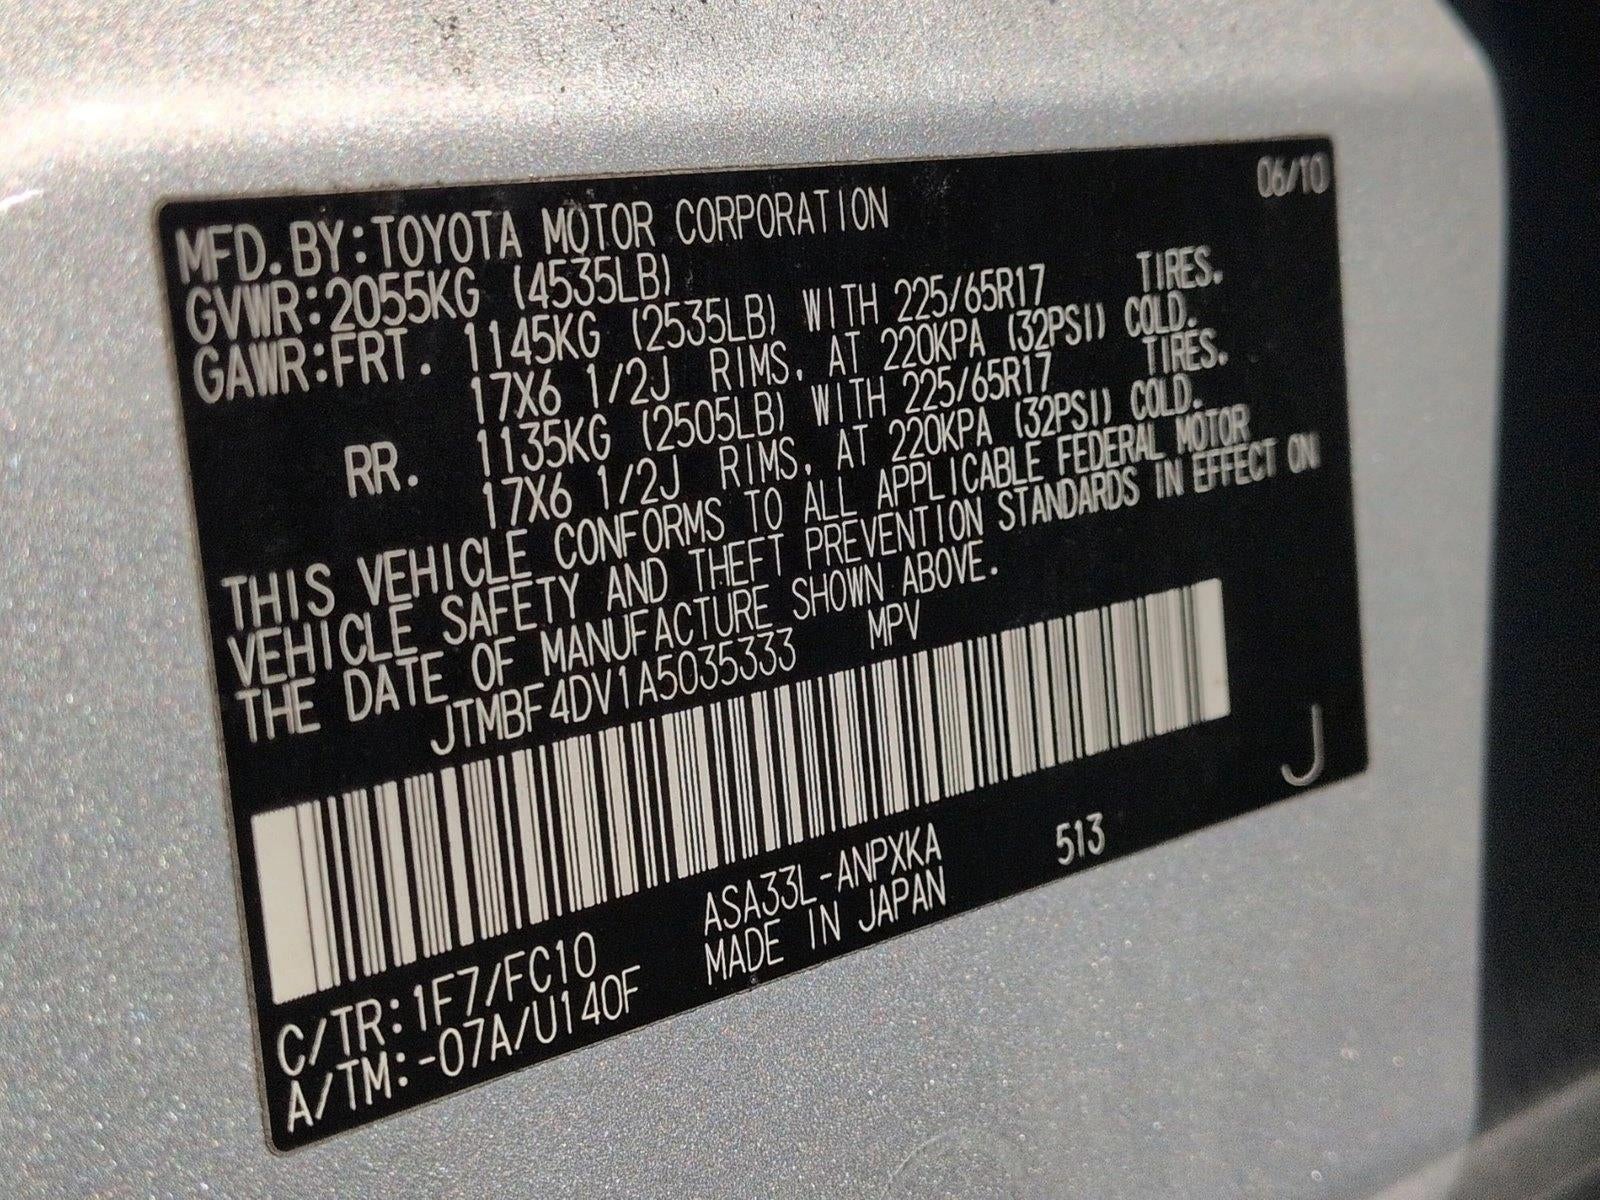 06/10
MFD.BY:TOYOTA MOTOR CORPORATION
GVWR:2055KG (4535LB)
GAWR:FRT. 1145KG (2535LB) WITH 225/65R17 TIRES.
17X6 1/2J RIMS, AT 220KPA (32PSI) COLD.
RR. 1135KG (2505LB) WITH 225/65R17 TIRES.
17X6 1/2J RIMS, AT 220KPA (32PSI) COLD.
THIS VEHICLE CONFORMS TO ALL APPLICABLE FEDERAL MOTOR
VEHICLE SAFETY AND THEFT PREVENTION STANDARDS IN EFFECT ON
THE DATE OF MANUFACTURE SHOWN ABOVE.
JTMBF4DV1A5035333 MPV
J
C/TR:1F7/FC10 ASA33L-ANPXKA 513
A/TM:-07A/U140F MADE IN JAPAN